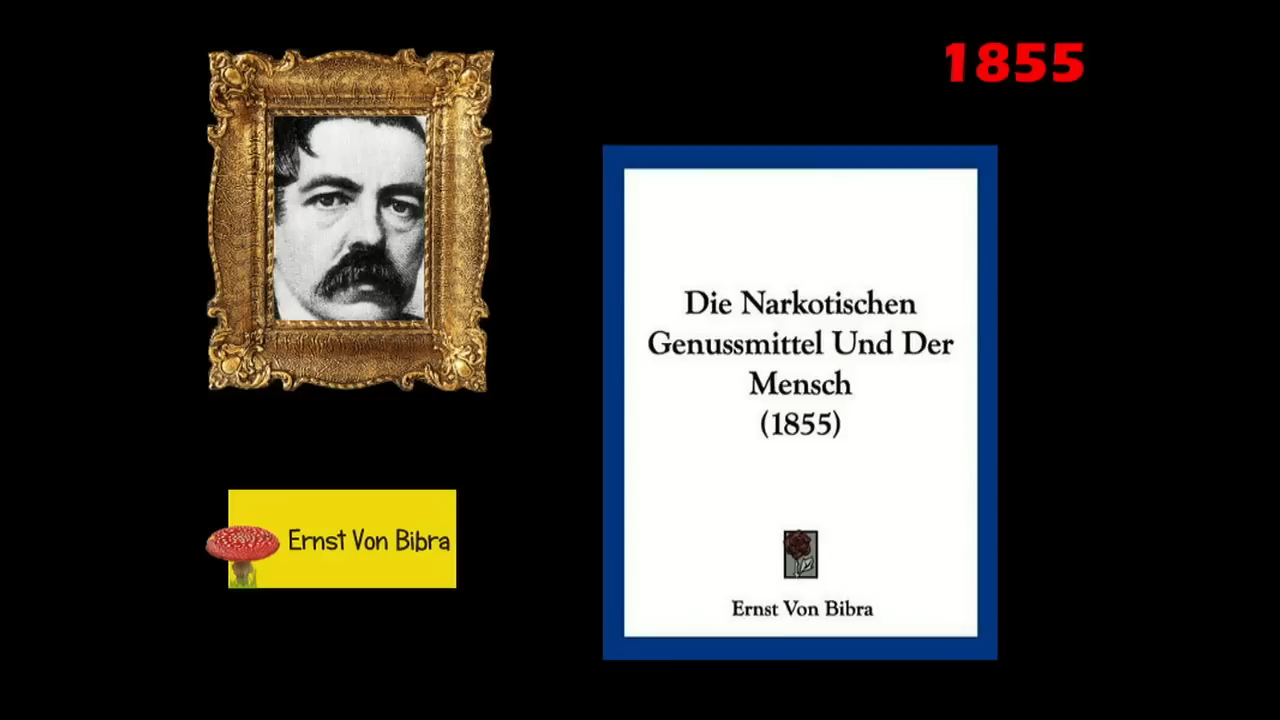 1855
Die Narkotischen
Genussmittel Und Der
Mensch
(1855)
Ernst Von Bibra
Ernst Von Bibra